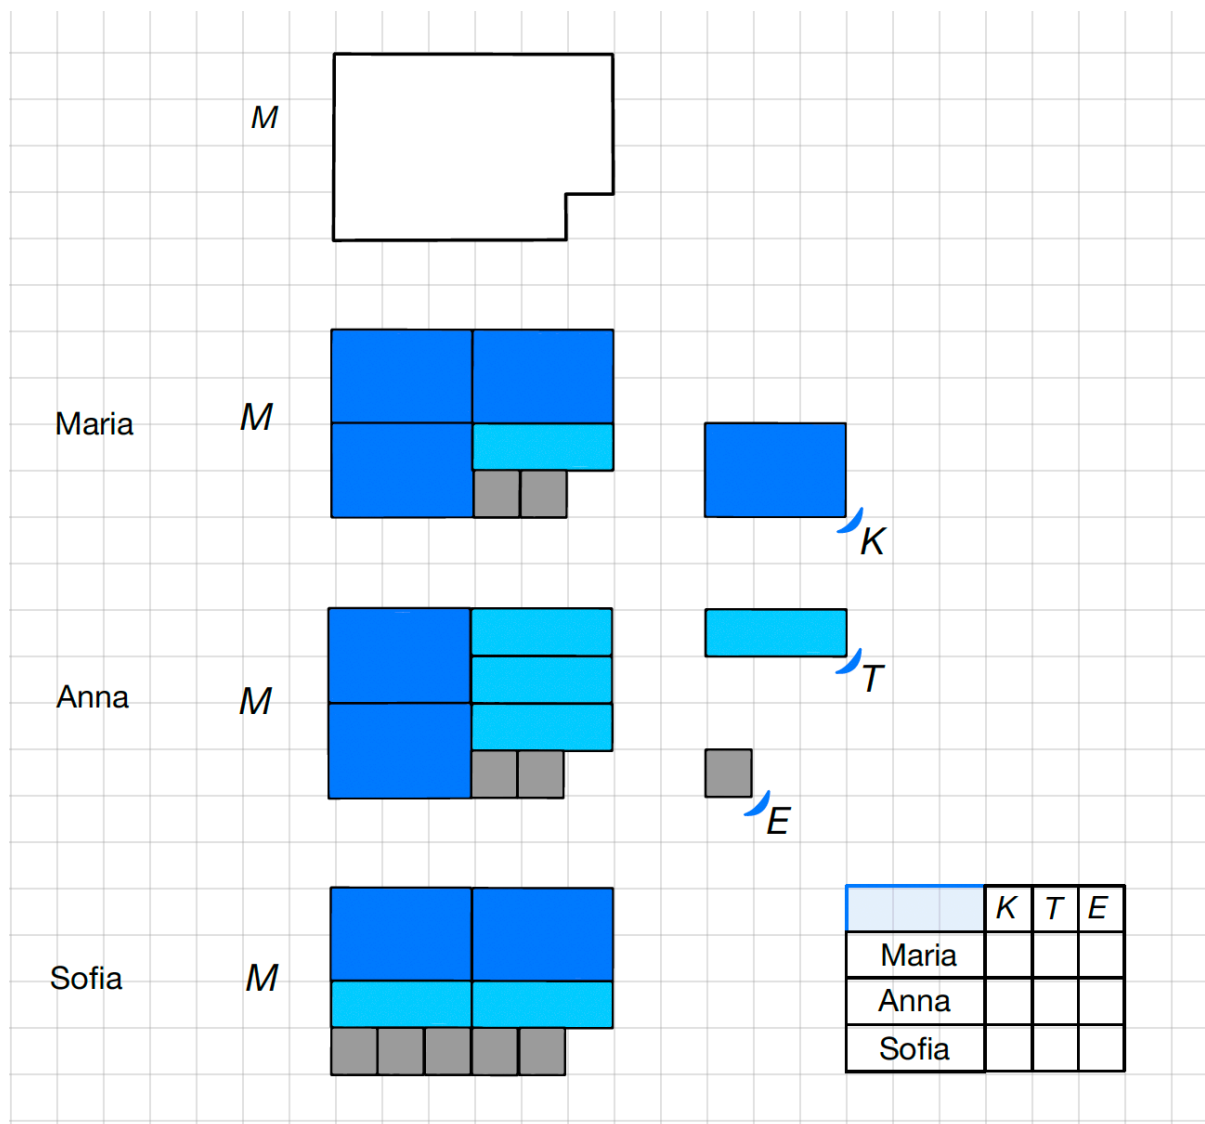 M
Maria M
K
Anna M
T
E
Sofia M
K T E
Maria
Anna
Sofia